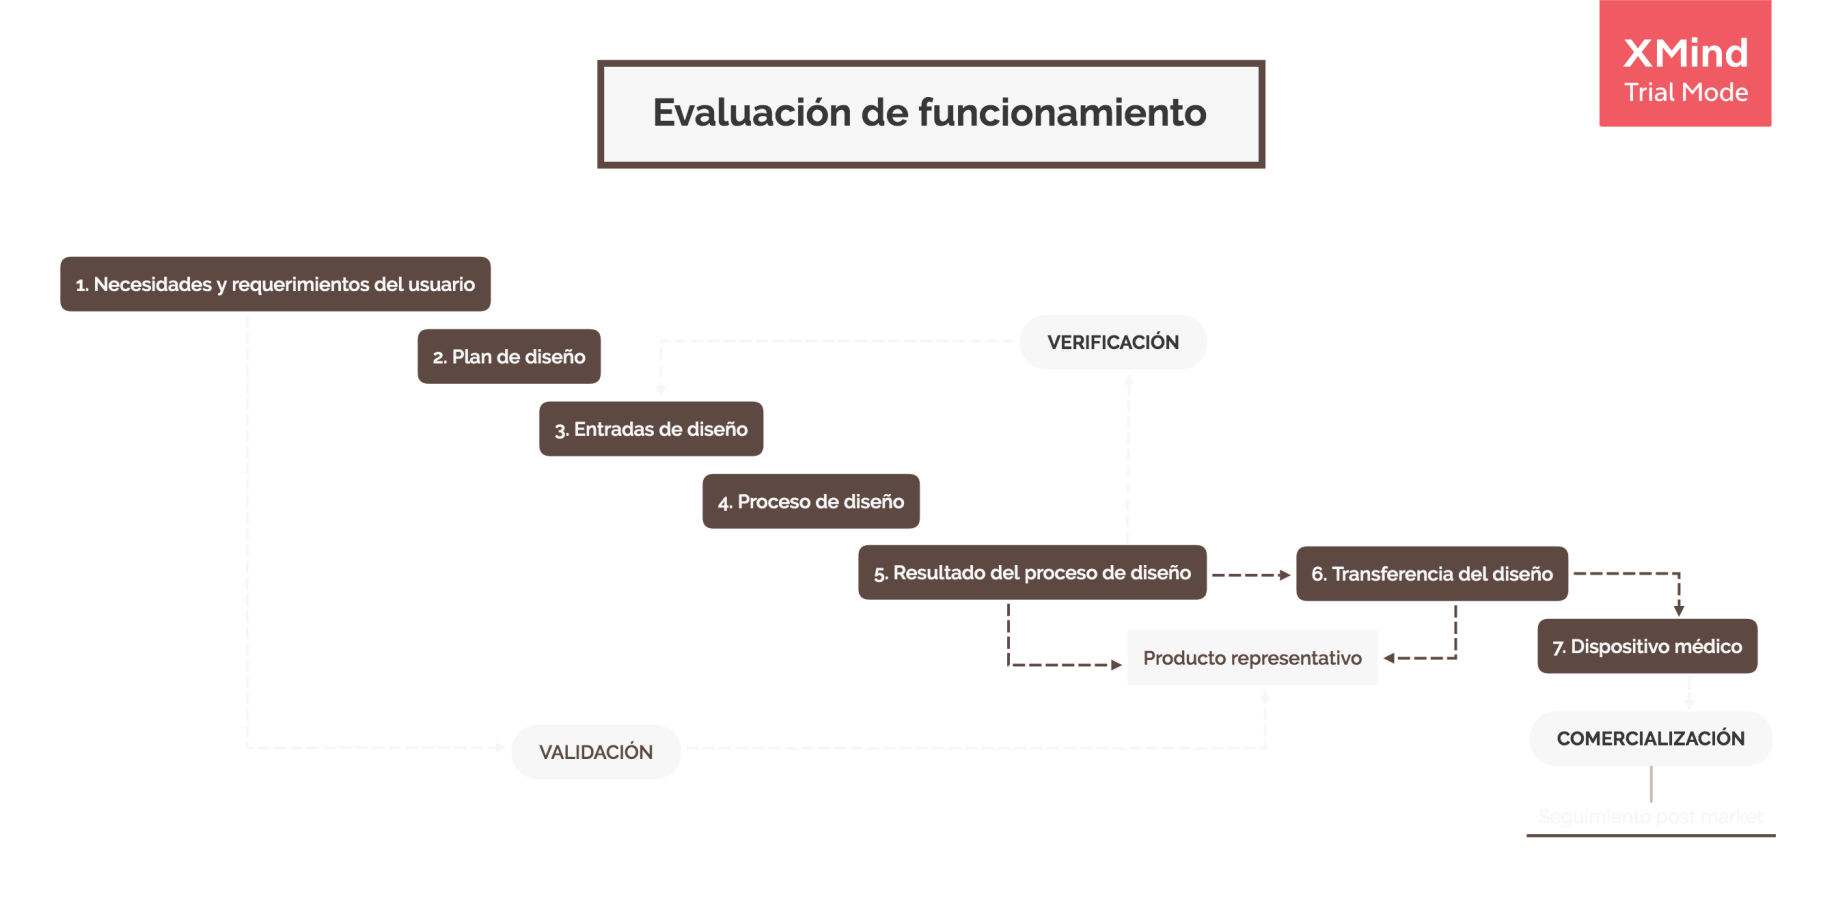 XMind
Trial Mode
Evaluación de funcionamiento
1. Necesidades y requerimientos del usuario
2. Plan de diseño
VERIFICACIÓN
3. Entradas de diseño
4. Proceso de diseño
5. Resultado del proceso de diseño
6. Transferencia del diseño
7. Dispositivo médico
Producto representativo
VALIDACIÓN
COMERCIALIZACIÓN
Seguimiento post market